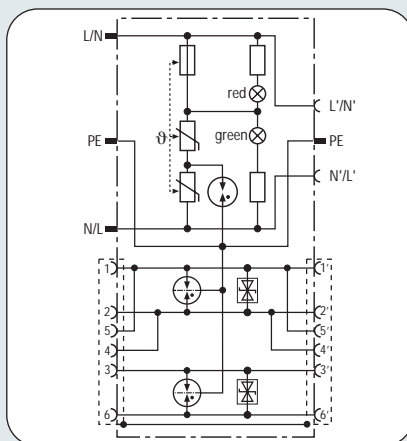 L/N
red
L'/N'
PE
ϑ
green
PE
N'/L'
N/L
1
1'
2
2'
5
5'
4
4'
3
3'
6
6'